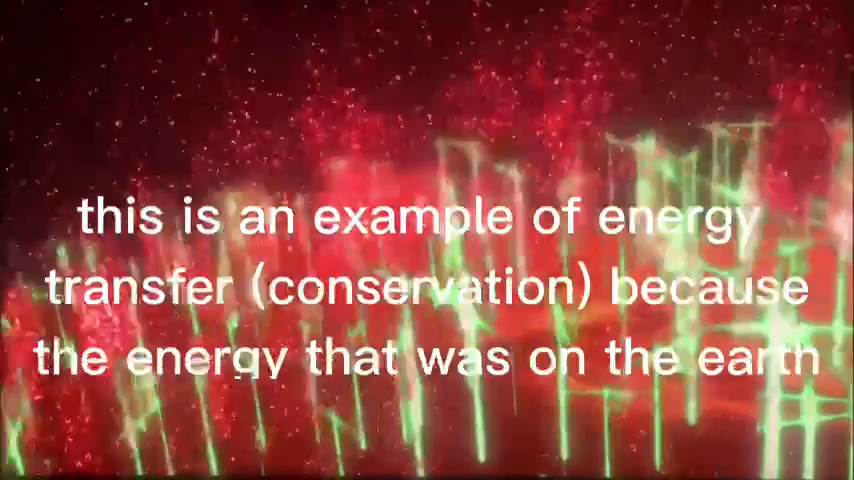 this is an example of energy
transfer (conservation) because
the energy that was on the earth